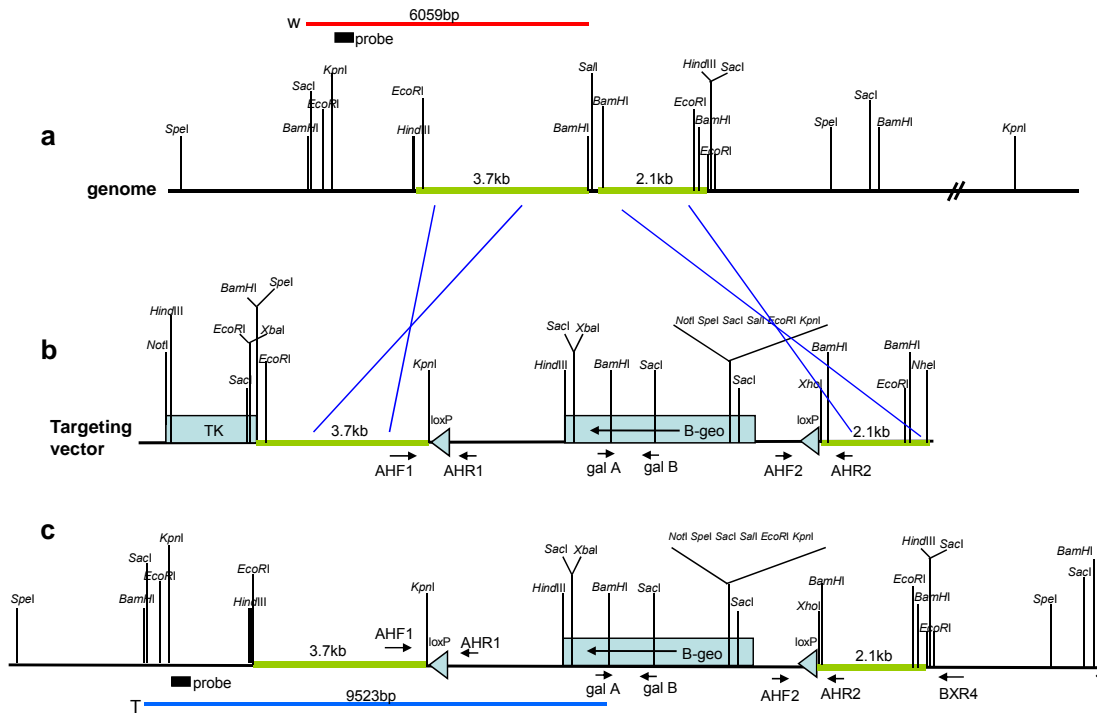 W 6059bp
probe
a
SpeI
BamHI
SacI
EcoRI
KpnI
HindIII
EcoRI
SalI
BamHI
BamHI
HindIII
SacI
EcoRI
BamHI
EcoRI
SpeI
SacI
BamHI
KpnI
genome
3.7kb
2.1kb
b
NotI
HindIII
BamHI
SpeI
EcoRI
XbaI
SacI
EcoRI
KpnI
SacI
XbaI
HindIII
BamHI
SacI
NotI SpeI SacI SalI EcoRI KpnI
SacI
BamHI
XhoI
BamHI
NheI
EcoRI
Targeting
vector
TK
3.7kb
loxP
B-geo
loxP
2.1kb
AHF1
AHR1
gal A
gal B
AHF2
AHR2
c
SpeI
BamHI
SacI
EcoRI
KpnI
HindIII
EcoRI
KpnI
SacI
XbaI
HindIII
BamHI
SacI
NotI SpeI SacI SalI EcoRI KpnI
SacI
BamHI
XhoI
HindIII
SacI
EcoRI
BamHI
EcoRI
SpeI
SacI
BamHI
AHF1
AHR1
3.7kb
loxP
B-geo
loxP
2.1kb
probe
gal A
gal B
AHF2
AHR2
BXR4
T 9523bp